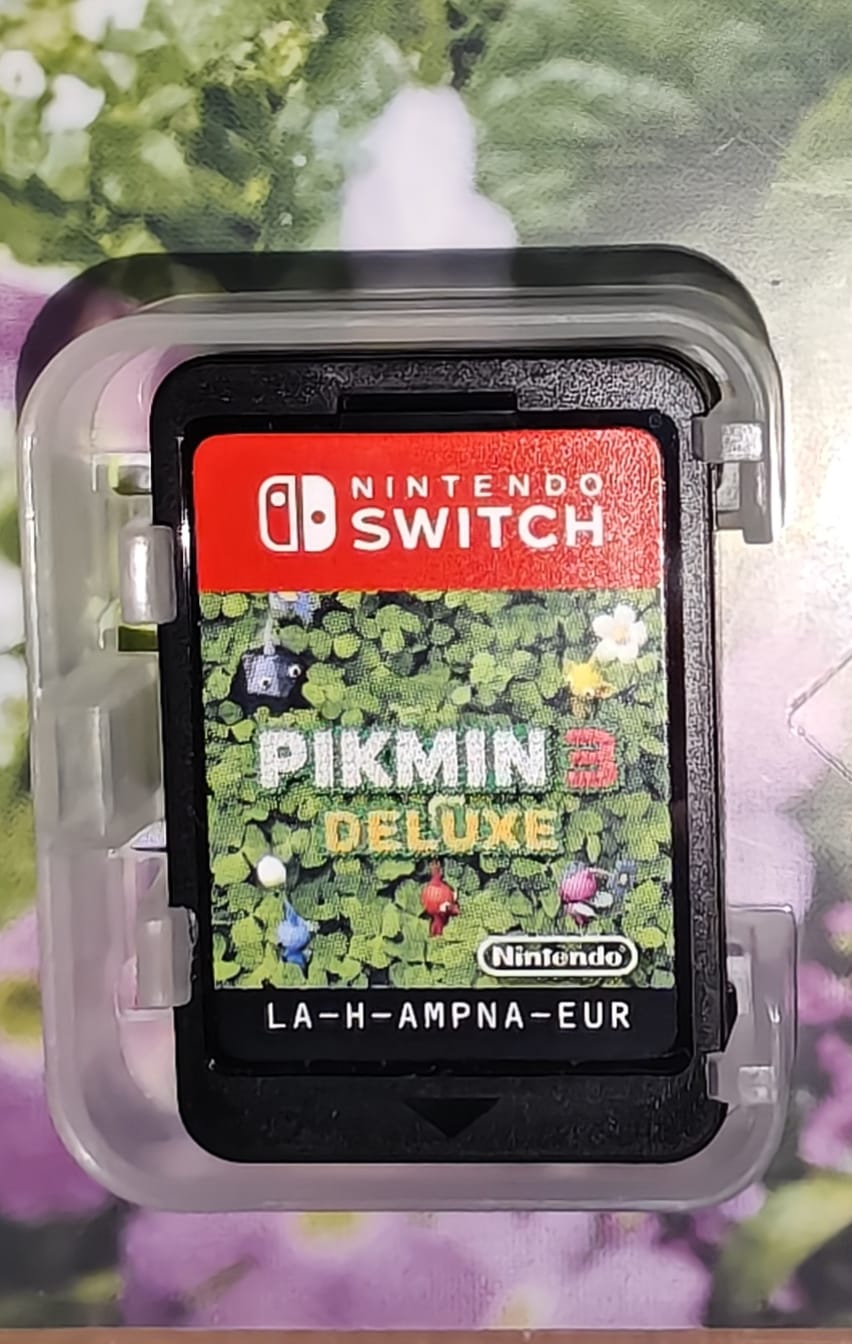 NINTENDO
SWITCH
PIKMIN 3
DELUXE
Nintendo
LA-H-AMPNA-EUR